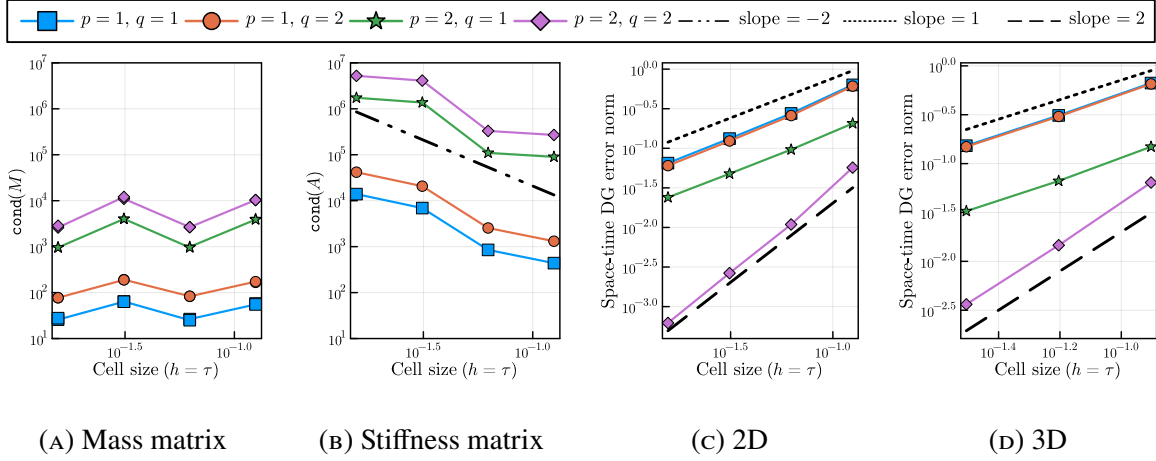 p = 1, q = 1 p = 1, q = 2 p = 2, q = 1 p = 2, q = 2 slope = −2 slope = 1 slope = 2
cond(M)
10^7
10^6
10^5
10^4
10^3
10^2
10^1
10^−1.5 10^−1.0
Cell size (h = τ)
(A) Mass matrix
cond(A)
10^7
10^6
10^5
10^4
10^3
10^2
10^1
10^−1.5 10^−1.0
Cell size (h = τ)
(B) Stiffness matrix
Space-time DG error norm
10^0.0
10^−0.5
10^−1.0
10^−1.5
10^−2.0
10^−2.5
10^−3.0
10^−1.5 10^−1.0
Cell size (h = τ)
(C) 2D
Space-time DG error norm
10^0.0
10^−0.5
10^−1.0
10^−1.5
10^−2.0
10^−2.5
10^−1.4 10^−1.2 10^−1.0
Cell size (h = τ)
(D) 3D